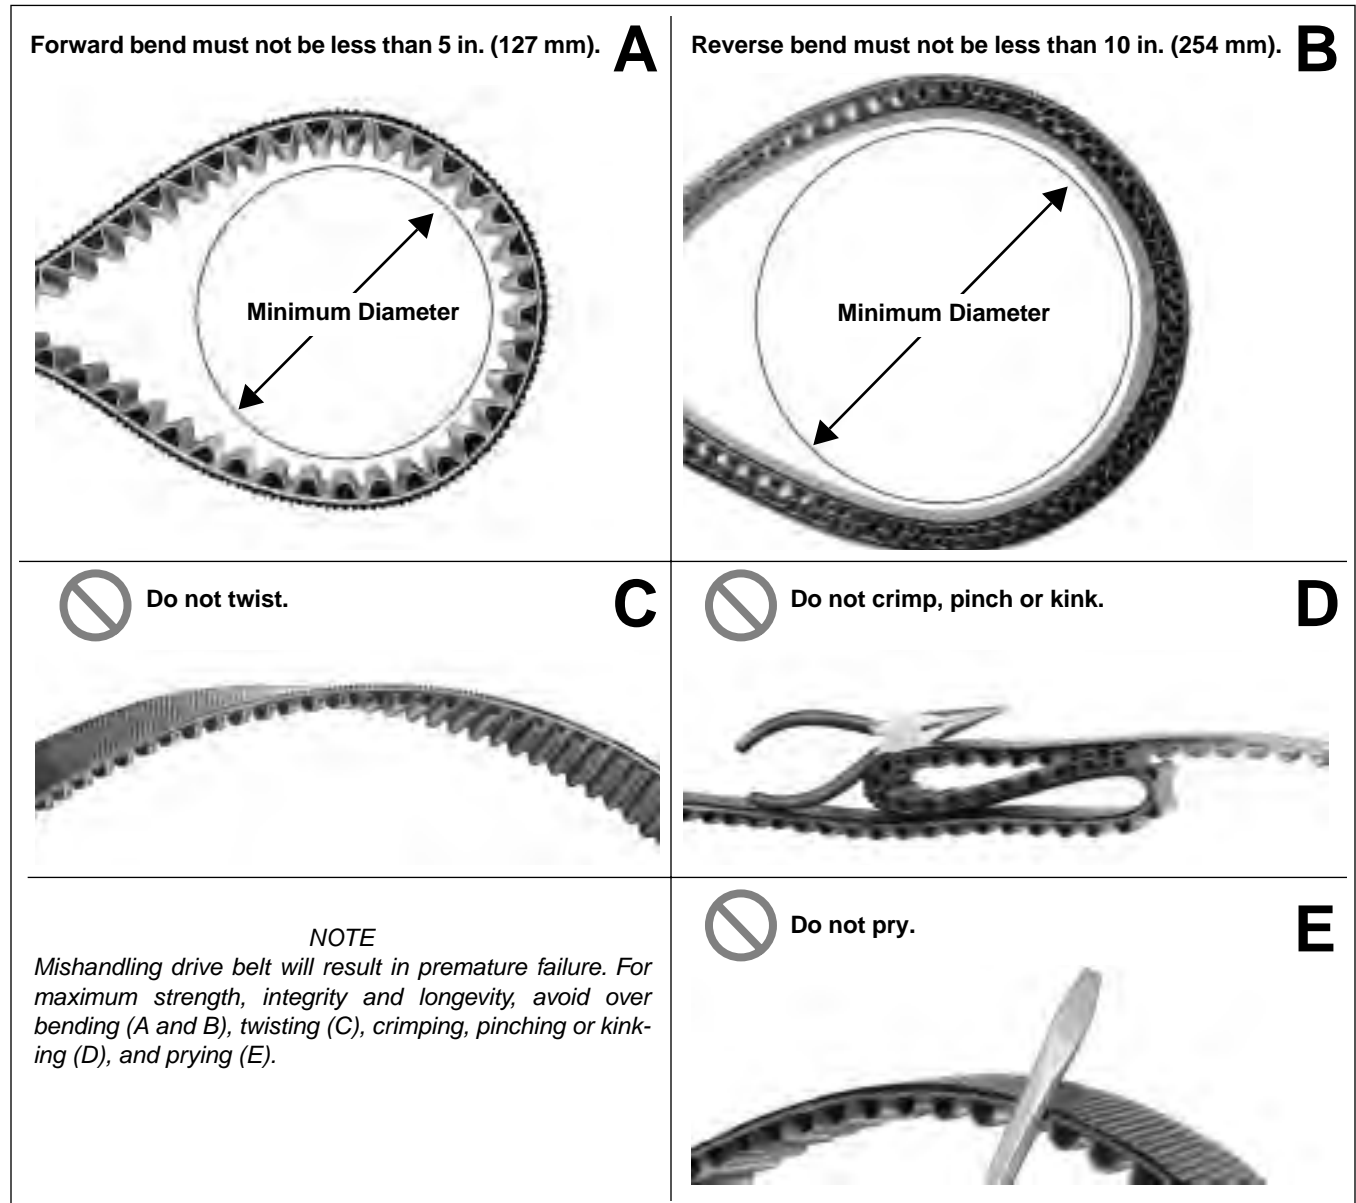 Forward bend must not be less than 5 in. (127 mm).
A
Minimum Diameter
Reverse bend must not be less than 10 in. (254 mm).
B
Minimum Diameter
Do not twist.
C
Do not crimp, pinch or kink.
D
NOTE
Mishandling drive belt will result in premature failure. For
maximum strength, integrity and longevity, avoid over
bending (A and B), twisting (C), crimping, pinching or kink-
ing (D), and prying (E).
Do not pry.
E